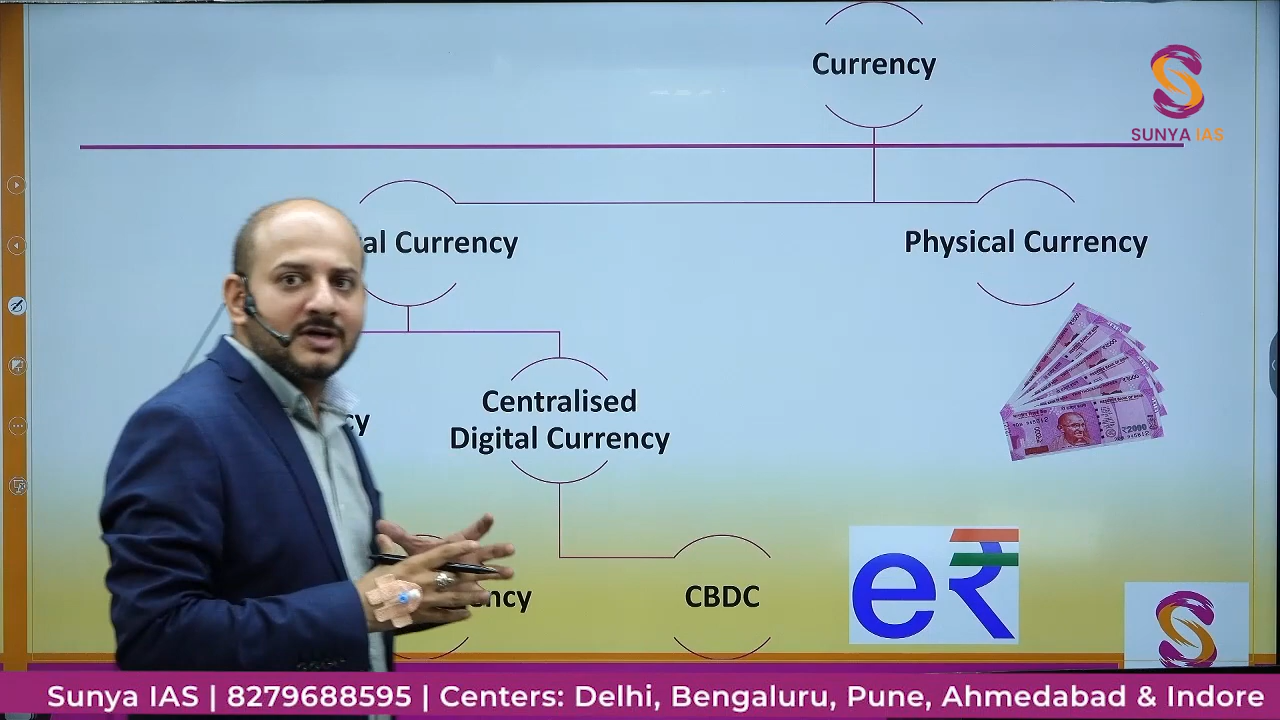 Currency
SUNYA IAS
al Currency
Physical Currency
Centralised
Digital Currency
cy
₹2000
ency
CBDC
e₹
Sunya IAS | 8279688595 | Centers: Delhi, Bengaluru, Pune, Ahmedabad & Indore